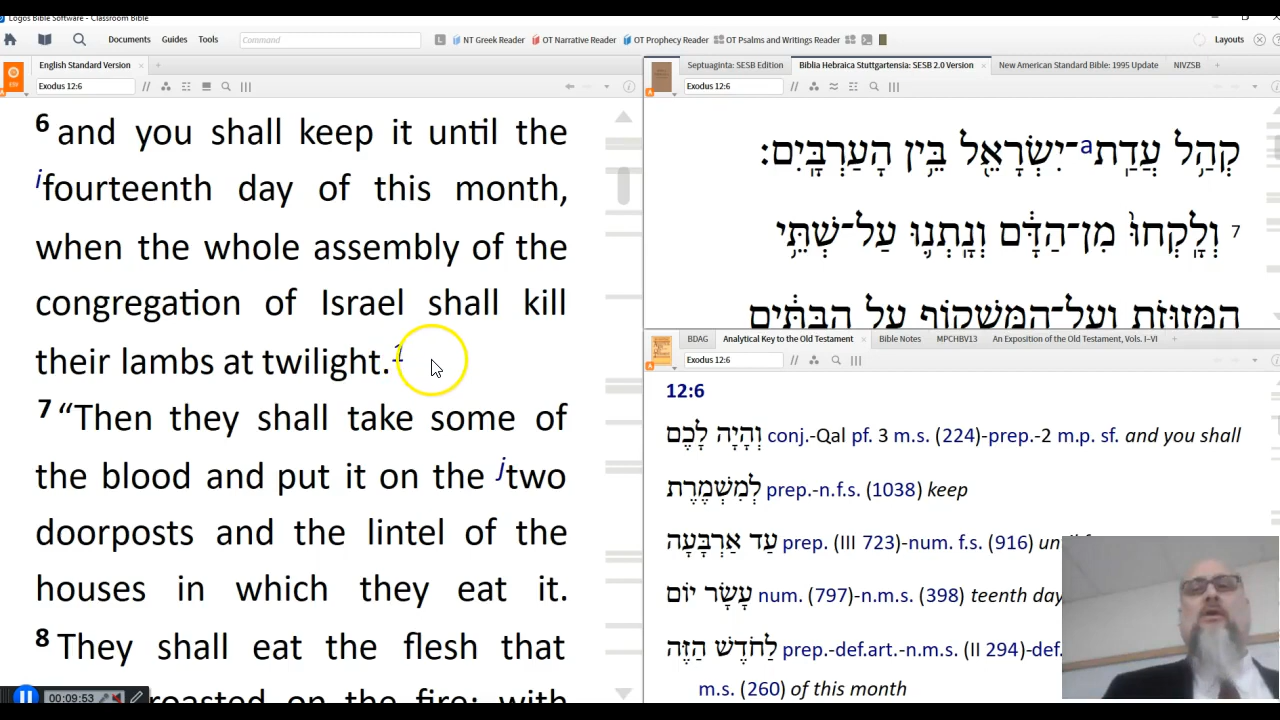 Logos Bible Software - Classroom Bible
Documents Guides Tools Command NT Greek Reader OT Narrative Reader OT Prophecy Reader OT Psalms and Writings Reader Layouts
English Standard Version
Exodus 12:6
6 and you shall keep it until the
i fourteenth day of this month,
when the whole assembly of the
congregation of Israel shall kill
their lambs at twilight.1
7 “Then they shall take some of
the blood and put it on the j two
doorposts and the lintel of the
houses in which they eat it.
8 They shall eat the flesh that
roasted on the fire; with
00:09:53
Septuaginta: SESB Edition Biblia Hebraica Stuttgartensia: SESB 2.0 Version New American Standard Bible: 1995 Update NIVZSB
Exodus 12:6
קְהַ֥ל עֲדַֽת a־יִשְׂרָאֵ֖ל בֵּ֥ין הָעַרְבָּֽיִם׃
7 וְלָֽקְחוּ֙ מִן־הַדָּ֔ם וְנָֽתְנ֛וּ עַל־שְׁתֵּ֥י
הַמְּזוּזֹ֖ת וְעַל־הַמַּשְׁק֑וֹף עַ֚ל הַבָּ֣תִּ֔ים
BDAG Analytical Key to the Old Testament Bible Notes MPCHBV13 An Exposition of the Old Testament, Vols. I–VI
Exodus 12:6
12:6
וְהָיָה לָכֶם conj.-Qal pf. 3 m.s. (224)-prep.-2 m.p. sf. and you shall
לְמִשְׁמֶרֶת prep.-n.f.s. (1038) keep
עַד אַרְבָּעָה prep. (III 723)-num. f.s. (916)
עָשָׂר יוֹם num. (797)-n.m.s. (398) teenth day
לַחֹדֶשׁ הַזֶּה prep.-def.art.-n.m.s. (II 294)-def.
m.s. (260) of this month